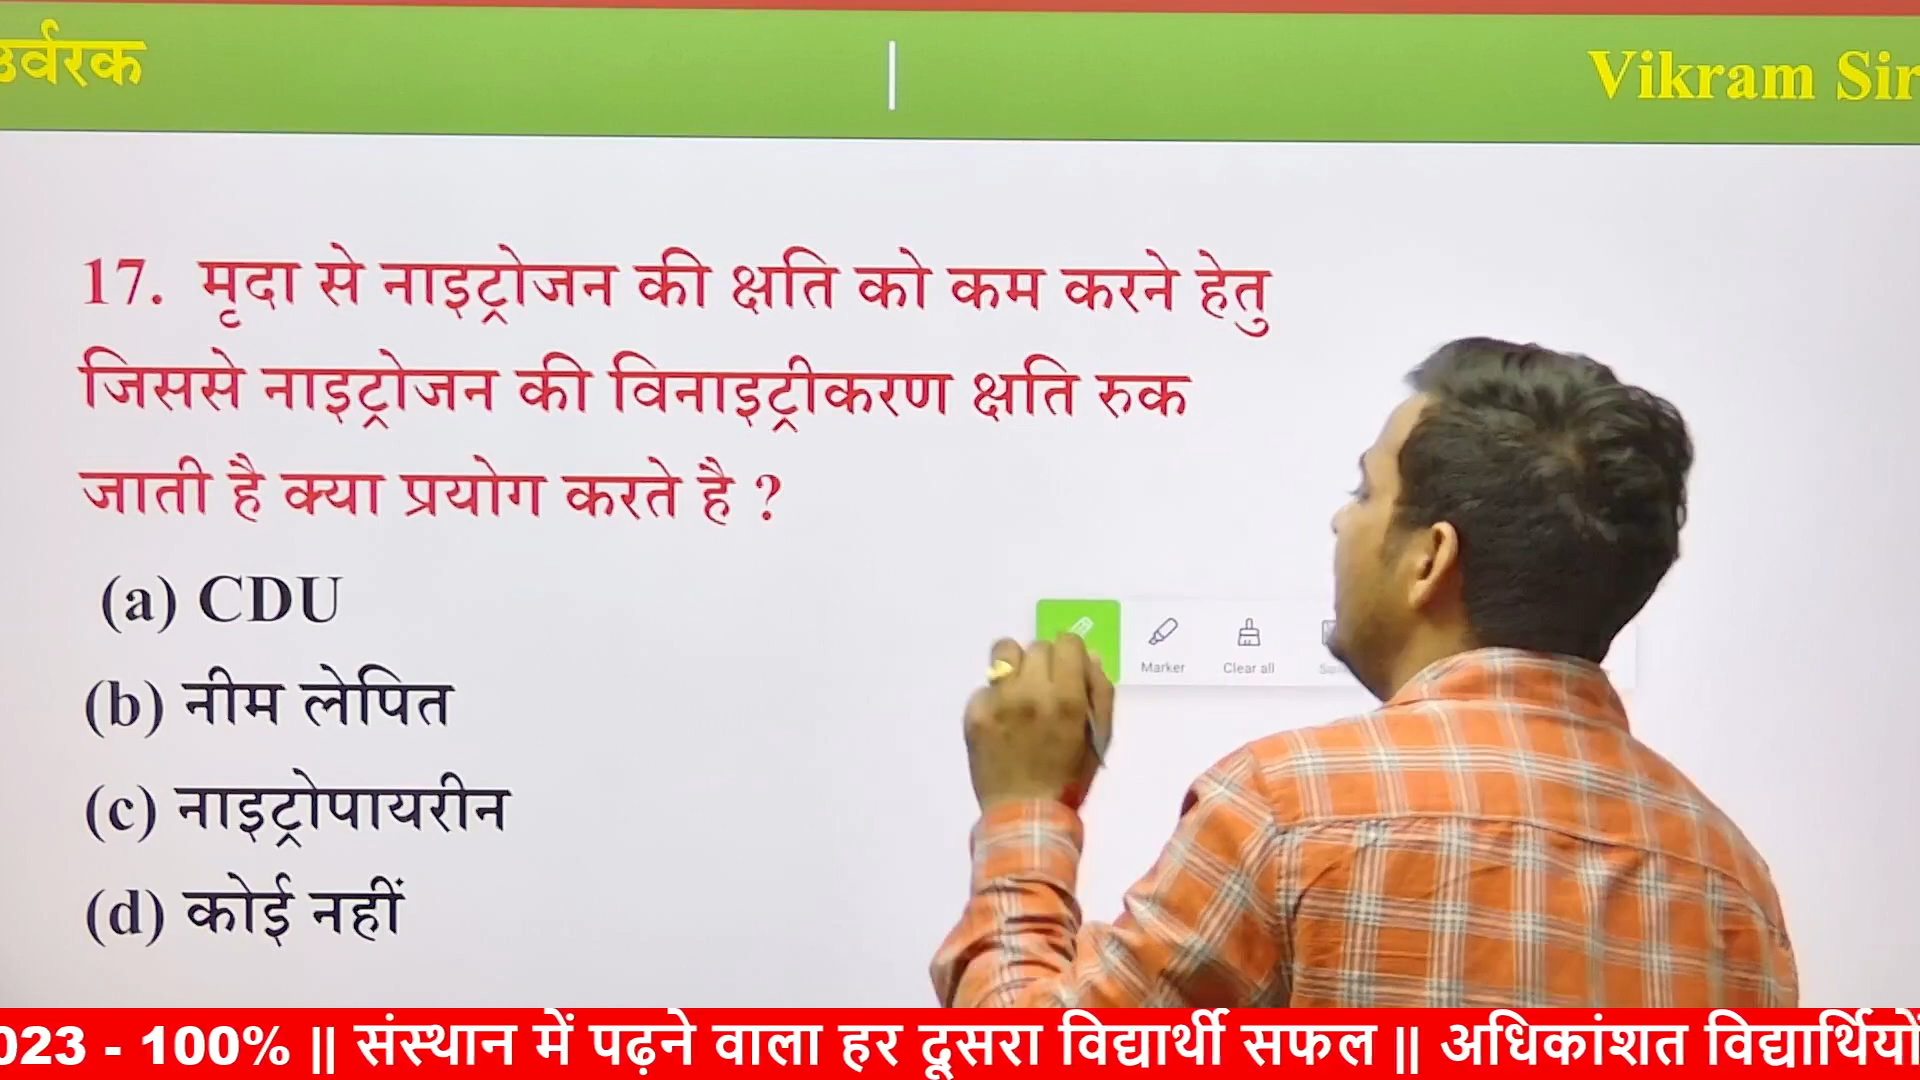 उर्वरक
Vikram Sir
17. मृदा से नाइट्रोजन की क्षति को कम करने हेतु
जिससे नाइट्रोजन की विनाइट्रीकरण क्षति रुक
जाती है क्या प्रयोग करते है ?
(a) CDU
(b) नीम लेपित
(c) नाइट्रोपायरीन
(d) कोई नहीं
Marker
Clear all
023 - 100% || संस्थान में पढ़ने वाला हर दूसरा विद्यार्थी सफल || अधिकांशत विद्यार्थियों